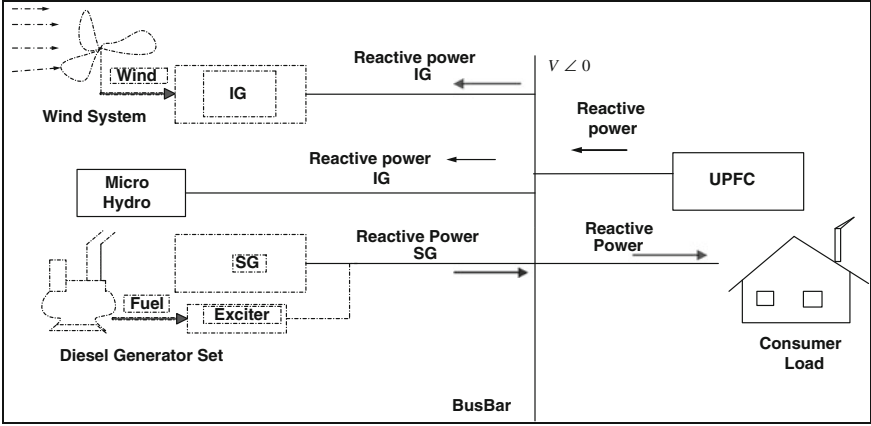 Reactive power
IG
V ∠ 0
Wind
IG
Wind System
Reactive
power
Reactive power
IG
Micro
Hydro
UPFC
Reactive Power
SG
Reactive
Power
SG
Fuel
Exciter
Diesel Generator Set
Consumer
Load
BusBar